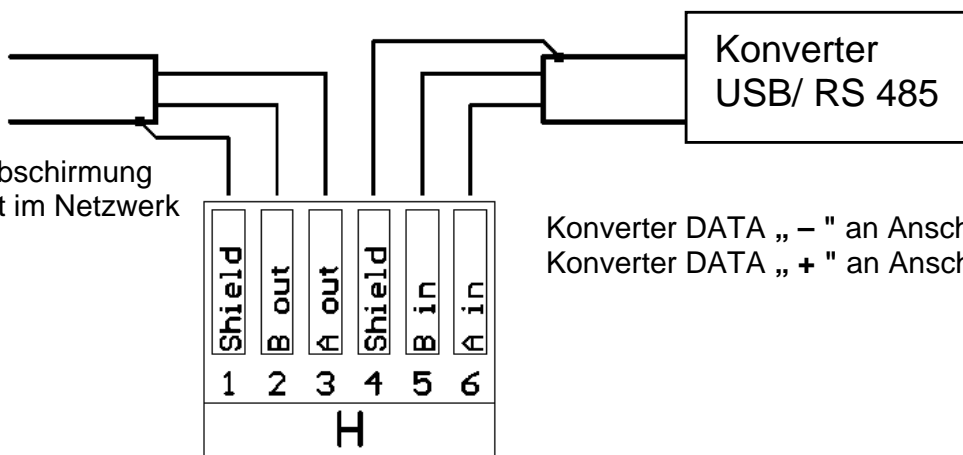 Konverter
USB/ RS 485
bschirmung
t im Netzwerk
Konverter DATA „ – " an Ansch
Konverter DATA „ + " an Ansch
Shield
B out
A out
Shield
B in
A in
1 2 3 4 5 6
H